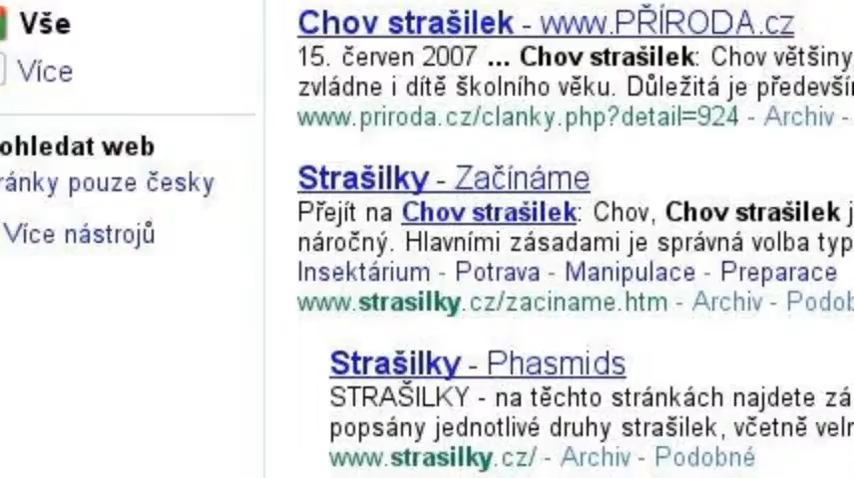 Vše
Více
ohledat web
ránky pouze česky
Více nástrojů
Chov strašilek - www.PŘÍRODA.cz
15. červen 2007 ... Chov strašilek: Chov většiny
zvládne i dítě školního věku. Důležitá je předevší
www.priroda.cz/clanky.php?detail=924 - Archiv -
Strašilky - Začínáme
Přejít na Chov strašilek: Chov, Chov strašilek j
náročný. Hlavními zásadami je správná volba typ
Insektárium - Potrava - Manipulace - Preparace
www.strasilky.cz/zaciname.htm - Archiv - Podob
Strašilky - Phasmids
STRAŠILKY - na těchto stránkách najdete zá
popsány jednotlivé druhy strašilek, včetně veln
www.strasilky.cz/ - Archiv - Podobné